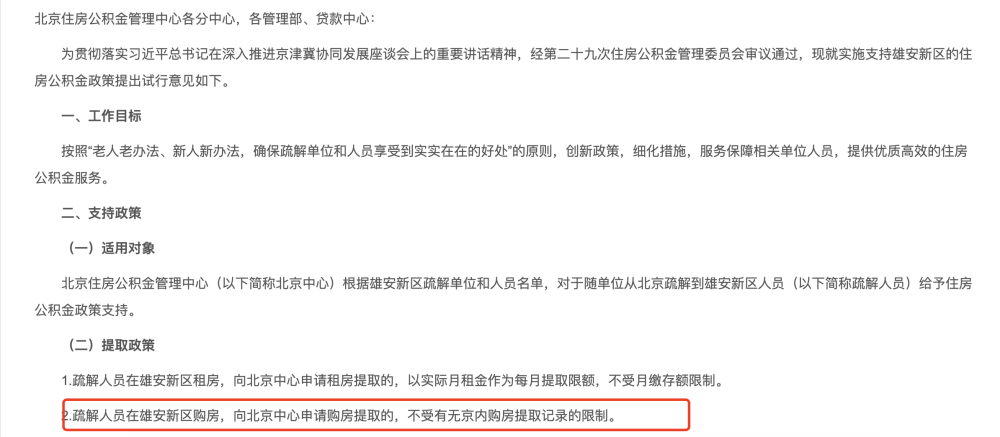 北京住房公积金管理中心各分中心，各管理部、贷款中心：
为贯彻落实习近平总书记在深入推进京津冀协同发展座谈会上的重要讲话精神，经第二十九次住房公积金管理委员会审议通过，现就实施支持雄安新区的住
房公积金政策提出试行意见如下。
一、工作目标
按照“老人老办法、新人新办法，确保疏解单位和人员享受到实实在在的好处”的原则，创新政策，细化措施，服务保障相关单位人员，提供优质高效的住房
公积金服务。
二、支持政策
（一）适用对象
北京住房公积金管理中心（以下简称北京中心）根据雄安新区疏解单位和人员名单，对于随单位从北京疏解到雄安新区人员（以下简称疏解人员）给予住房
公积金政策支持。
（二）提取政策
1.疏解人员在雄安新区租房，向北京中心申请租房提取的，以实际月租金作为每月提取限额，不受月缴存额限制。
2.疏解人员在雄安新区购房，向北京中心申请购房提取的，不受有无京内购房提取记录的限制。